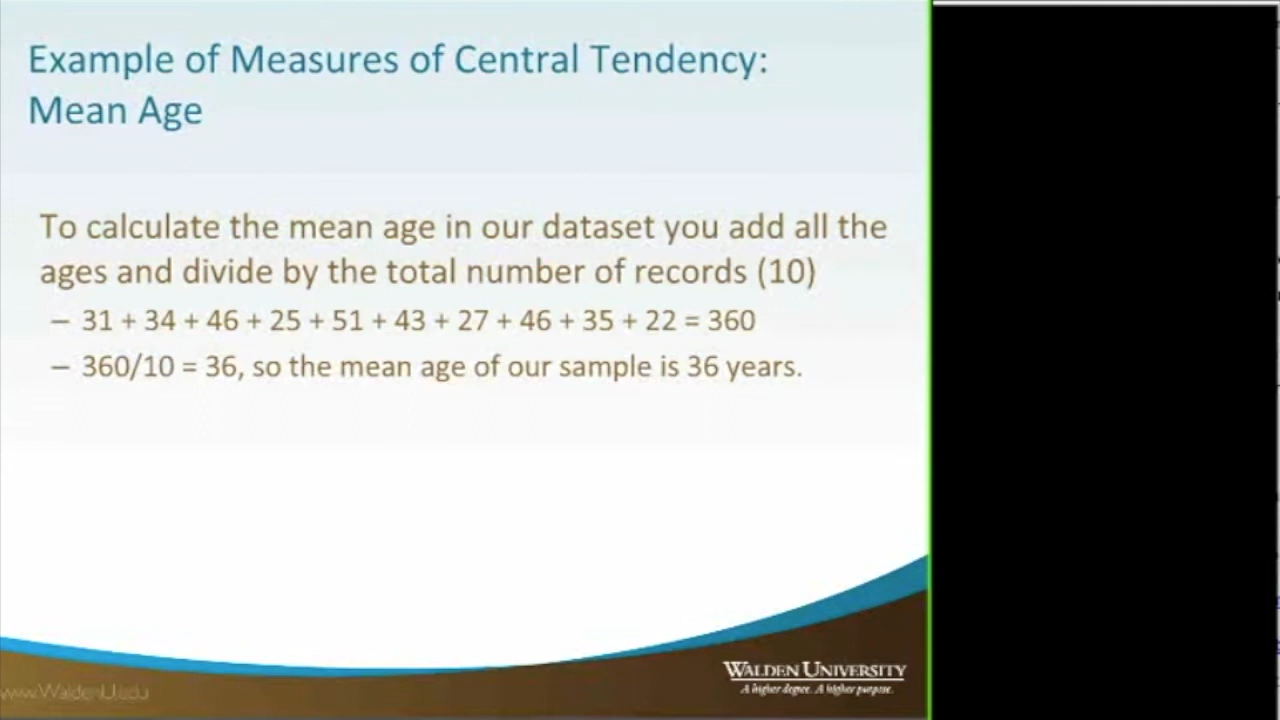 Example of Measures of Central Tendency:
Mean Age
To calculate the mean age in our dataset you add all the
ages and divide by the total number of records (10)
– 31 + 34 + 46 + 25 + 51 + 43 + 27 + 46 + 35 + 22 = 360
– 360/10 = 36, so the mean age of our sample is 36 years.
WALDEN UNIVERSITY
A higher degree. A higher purpose.
www.WaldenU.edu